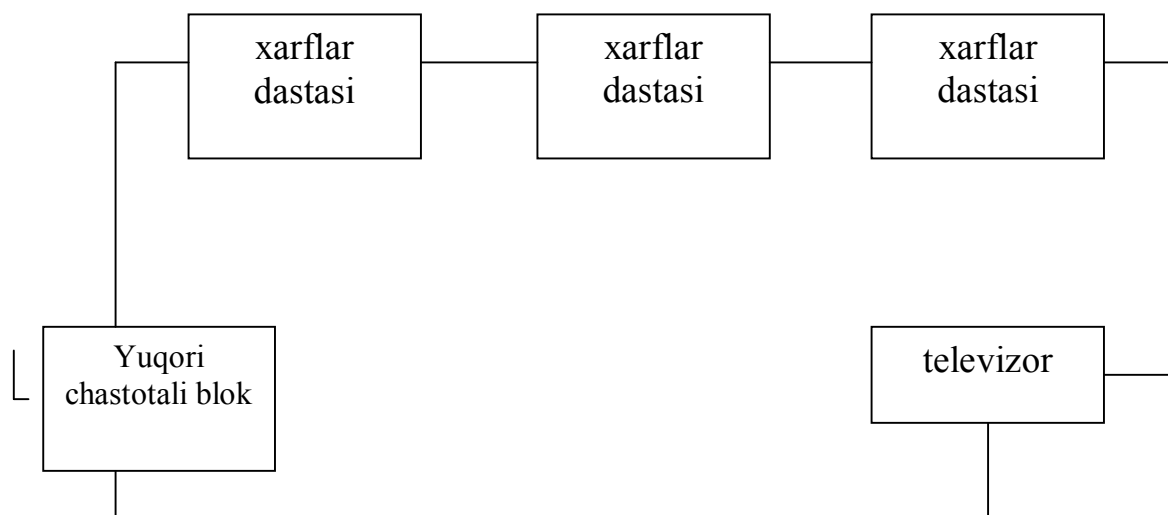 xarflar
dastasi
xarflar
dastasi
xarflar
dastasi
Yuqori
chastotali blok
televizor